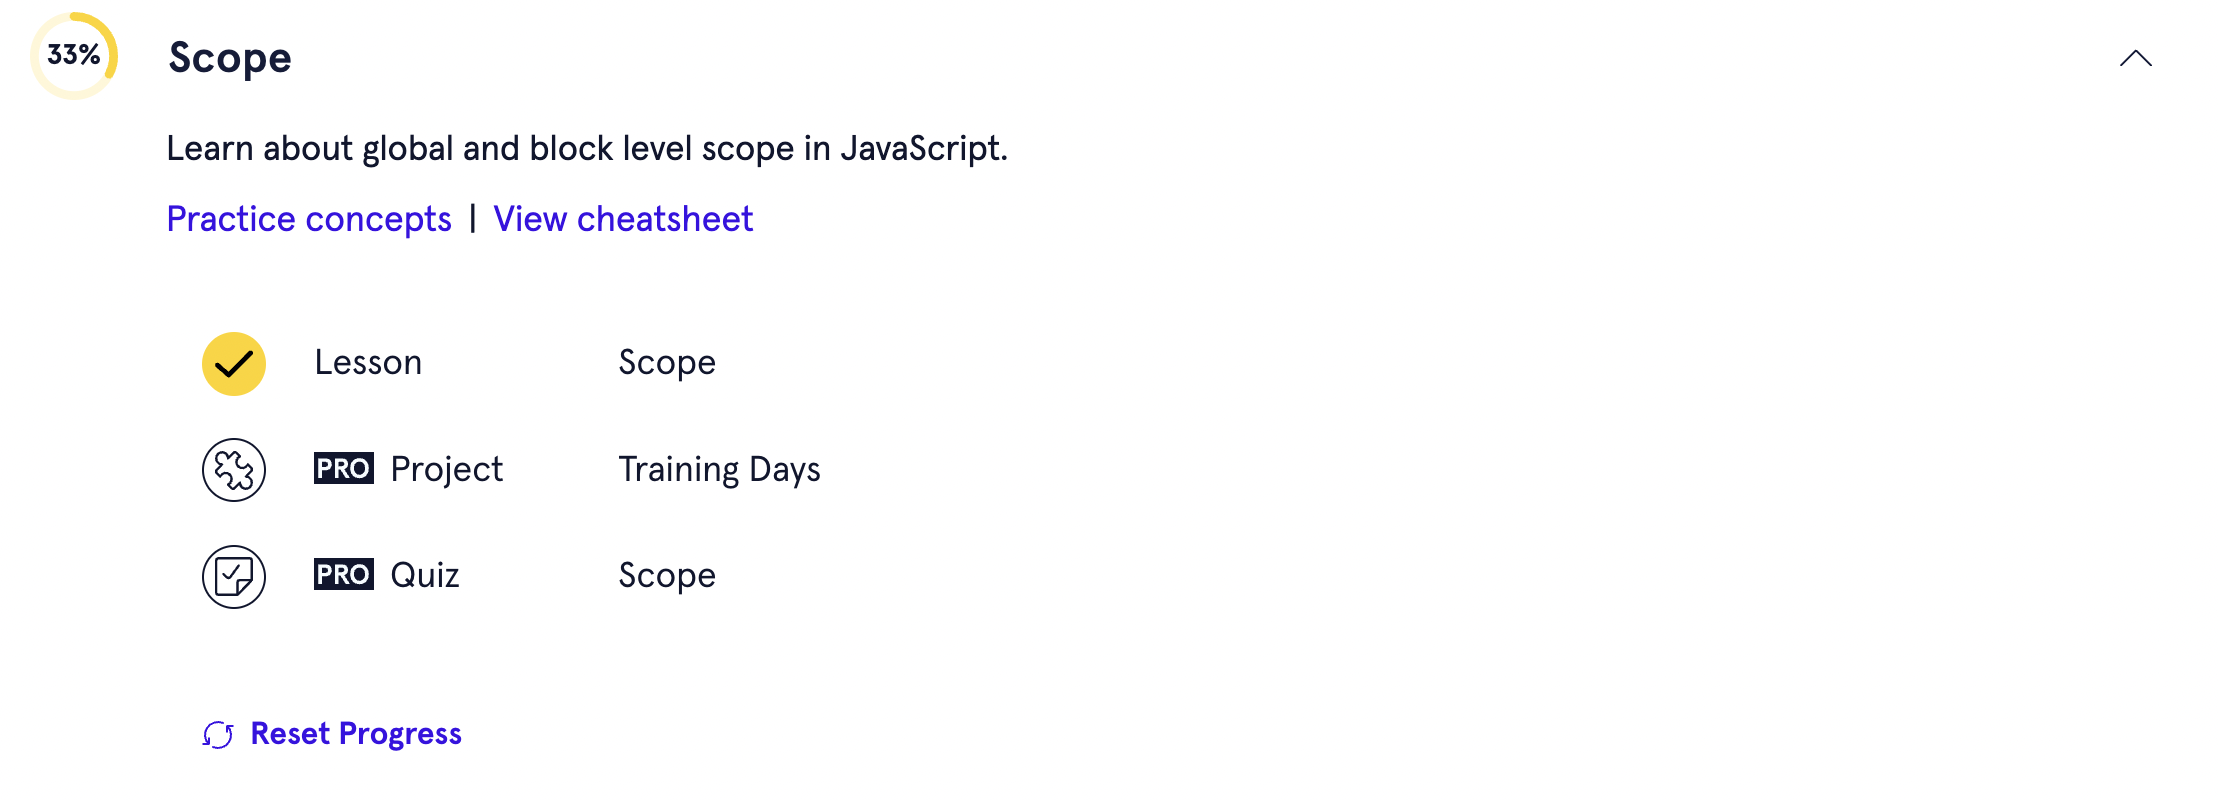 33% Scope
Learn about global and block level scope in JavaScript.
Practice concepts | View cheatsheet
Lesson Scope
PRO Project Training Days
PRO Quiz Scope
Reset Progress